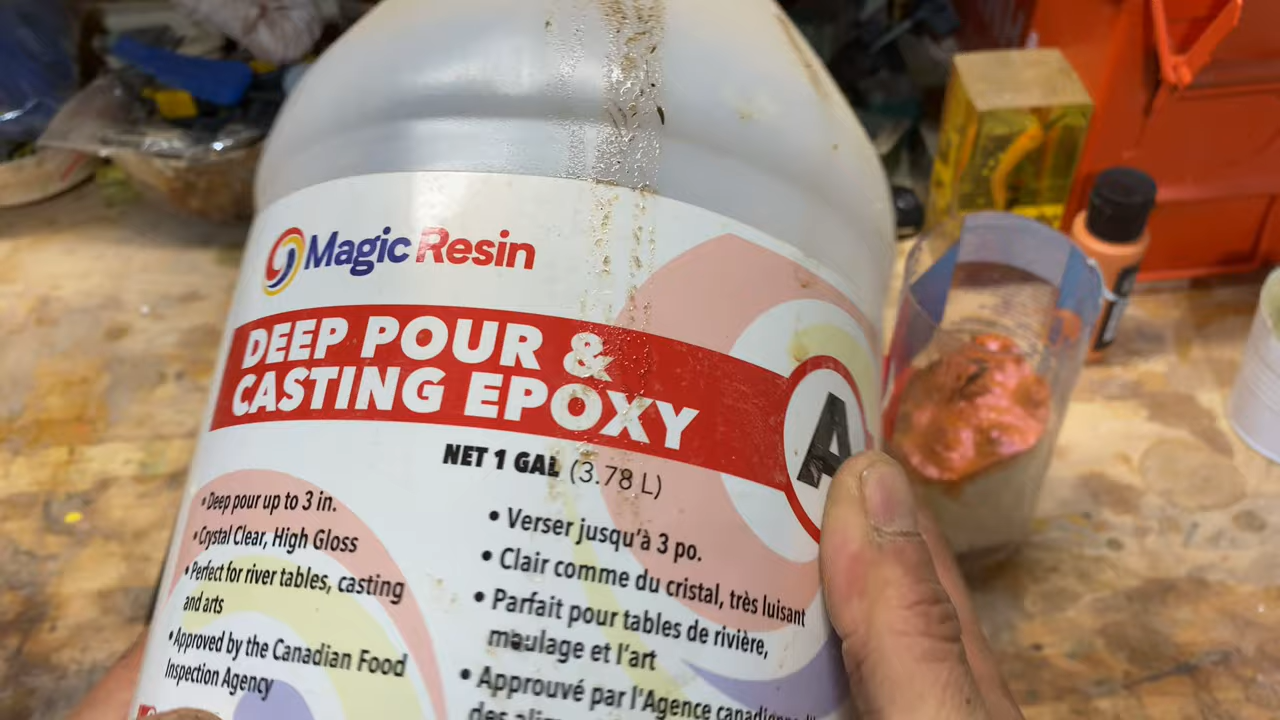 Magic Resin
DEEP POUR &
CASTING EPOXY
A
NET 1 GAL (3.78 L)
• Deep pour up to 3 in.
• Crystal Clear, High Gloss
• Perfect for river tables, casting
and arts
• Approved by the Canadian Food
Inspection Agency
• Verser jusqu'à 3 po.
• Clair comme du cristal, très luisant
• Parfait pour tables de rivière,
moulage et l'art
• Approuvé par l'Agence canadienne
des